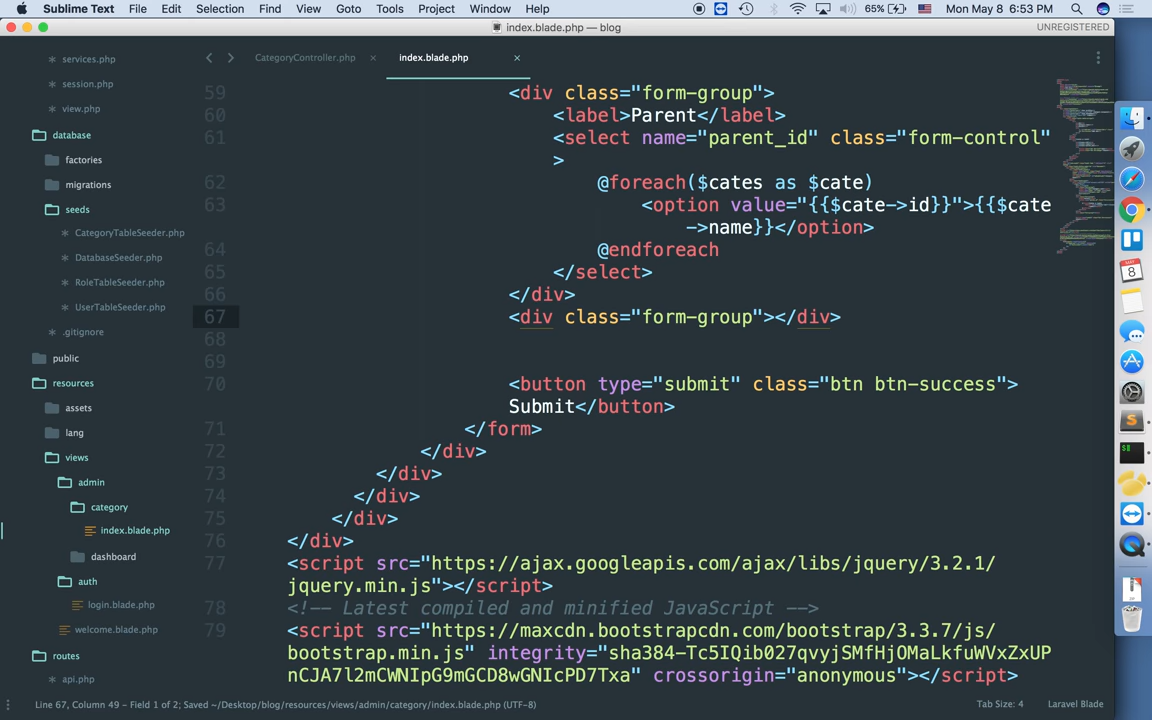 Sublime Text File Edit Selection Find View Goto Tools Project Window Help 65% Mon May 8 6:53 PM
index.blade.php — blog UNREGISTERED
services.php
session.php
view.php
database
factories
migrations
seeds
CategoryTableSeeder.php
DatabaseSeeder.php
RoleTableSeeder.php
UserTableSeeder.php
.gitignore
public
resources
assets
lang
views
admin
category
index.blade.php
dashboard
auth
login.blade.php
welcome.blade.php
routes
api.php
CategoryController.php × index.blade.php ×
59 <div class="form-group">
60 <label>Parent</label>
61 <select name="parent_id" class="form-control"
>
62 @foreach($cates as $cate)
63 <option value="{{$cate->id}}">{{$cate
->name}}</option>
64 @endforeach
65 </select>
66 </div>
67 <div class="form-group"></div>
68
69
70 <button type="submit" class="btn btn-success">
Submit</button>
71 </form>
72 </div>
73 </div>
74 </div>
75 </div>
76 </div>
77 <script src="https://ajax.googleapis.com/ajax/libs/jquery/3.2.1/
jquery.min.js"></script>
78 <!-- Latest compiled and minified JavaScript -->
79 <script src="https://maxcdn.bootstrapcdn.com/bootstrap/3.3.7/js/
bootstrap.min.js" integrity="sha384-Tc5IQib027qvyjSMfHjOMaLkfuWVxZxUP
nCJA7l2mCWNIpG9mGCD8wGNIcPD7Txa" crossorigin="anonymous"></script>
Line 67, Column 49 – Field 1 of 2; Saved ~/Desktop/blog/resources/views/admin/category/index.blade.php (UTF-8) Tab Size: 4 Laravel Blade